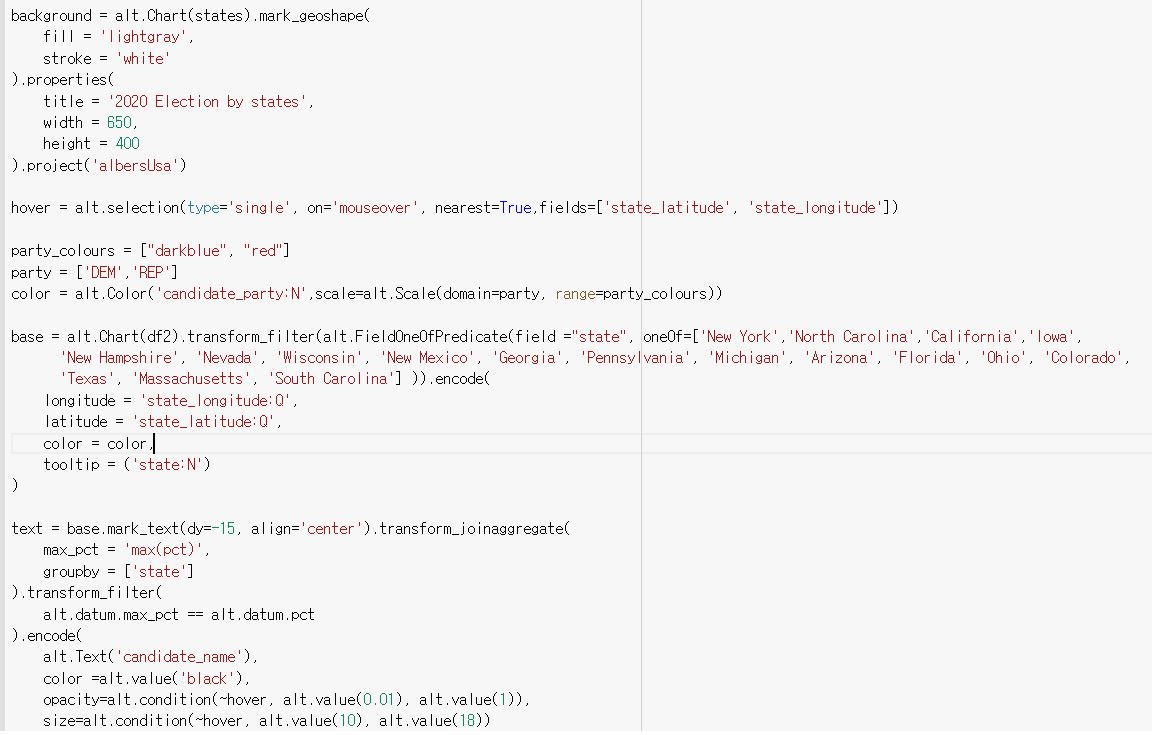 background = alt.Chart(states).mark_geoshape(
    fill = 'lightgray',
    stroke = 'white'
).properties(
    title = '2020 Election by states',
    width = 650,
    height = 400
).project('albersUsa')
hover = alt.selection(type='single', on='mouseover', nearest=True,fields=['state_latitude', 'state_longitude'])
party_colours = ["darkblue", "red"]
party = ['DEM','REP']
color = alt.Color('candidate_party:N',scale=alt.Scale(domain=party, range=party_colours))
base = alt.Chart(df2).transform_filter(alt.FieldOneOfPredicate(field ="state", oneOf=['New York','North Carolina','California','Iowa',
      'New Hampshire', 'Nevada', 'Wisconsin', 'New Mexico', 'Georgia', 'Pennsylvania', 'Michigan', 'Arizona', 'Florida', 'Ohio', 'Colorado',
      'Texas', 'Massachusetts', 'South Carolina'] )).encode(
    longitude = 'state_longitude:Q',
    latitude = 'state_latitude:Q',
    color = color,
    tooltip = ('state:N')
)
text = base.mark_text(dy=-15, align='center').transform_joinaggregate(
    max_pct = 'max(pct)',
    groupby = ['state']
).transform_filter(
    alt.datum.max_pct == alt.datum.pct
).encode(
    alt.Text('candidate_name'),
    color =alt.value('black'),
    opacity=alt.condition(~hover, alt.value(0.01), alt.value(1)),
    size=alt.condition(~hover, alt.value(10), alt.value(18))